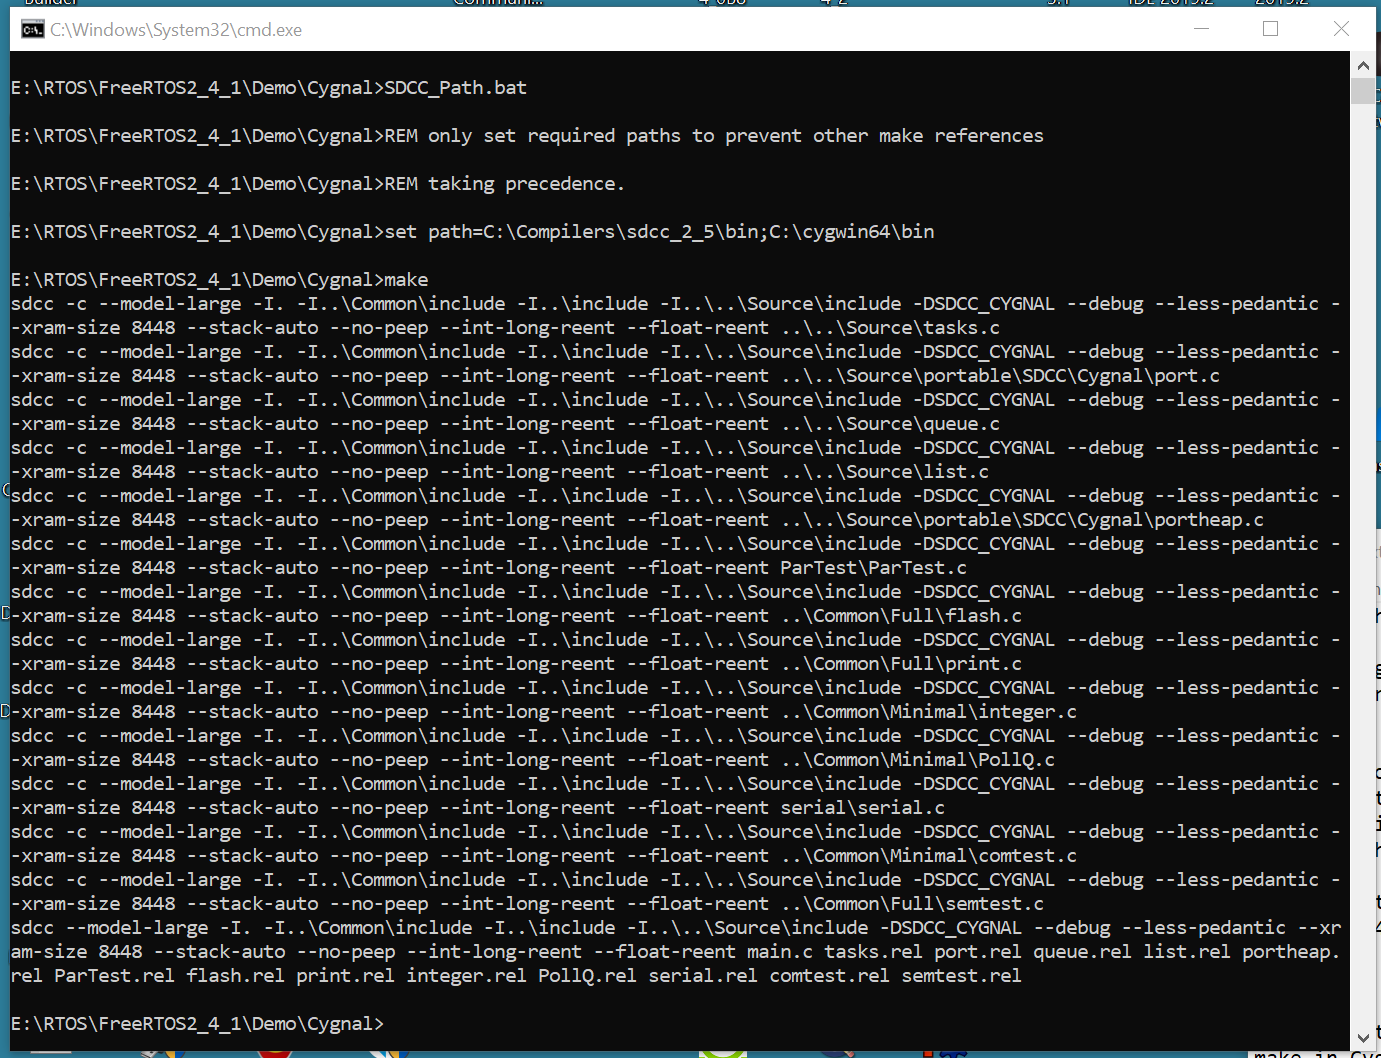 C:\Windows\System32\cmd.exe
E:\RTOS\FreeRTOS2_4_1\Demo\Cygnal>SDCC_Path.bat
E:\RTOS\FreeRTOS2_4_1\Demo\Cygnal>REM only set required paths to prevent other make references
E:\RTOS\FreeRTOS2_4_1\Demo\Cygnal>REM taking precedence.
E:\RTOS\FreeRTOS2_4_1\Demo\Cygnal>set path=C:\Compilers\sdcc_2_5\bin;C:\cygwin64\bin
E:\RTOS\FreeRTOS2_4_1\Demo\Cygnal>make
sdcc -c --model-large -I. -I..\Common\include -I..\include -I..\..\Source\include -DSDCC_CYGNAL --debug --less-pedantic -
-xram-size 8448 --stack-auto --no-peep --int-long-reent --float-reent ..\..\Source\tasks.c
sdcc -c --model-large -I. -I..\Common\include -I..\include -I..\..\Source\include -DSDCC_CYGNAL --debug --less-pedantic -
-xram-size 8448 --stack-auto --no-peep --int-long-reent --float-reent ..\..\Source\portable\SDCC\Cygnal\port.c
sdcc -c --model-large -I. -I..\Common\include -I..\include -I..\..\Source\include -DSDCC_CYGNAL --debug --less-pedantic -
-xram-size 8448 --stack-auto --no-peep --int-long-reent --float-reent ..\..\Source\queue.c
sdcc -c --model-large -I. -I..\Common\include -I..\include -I..\..\Source\include -DSDCC_CYGNAL --debug --less-pedantic -
-xram-size 8448 --stack-auto --no-peep --int-long-reent --float-reent ..\..\Source\list.c
sdcc -c --model-large -I. -I..\Common\include -I..\include -I..\..\Source\include -DSDCC_CYGNAL --debug --less-pedantic -
-xram-size 8448 --stack-auto --no-peep --int-long-reent --float-reent ..\..\Source\portable\SDCC\Cygnal\portheap.c
sdcc -c --model-large -I. -I..\Common\include -I..\include -I..\..\Source\include -DSDCC_CYGNAL --debug --less-pedantic -
-xram-size 8448 --stack-auto --no-peep --int-long-reent --float-reent ParTest\ParTest.c
sdcc -c --model-large -I. -I..\Common\include -I..\include -I..\..\Source\include -DSDCC_CYGNAL --debug --less-pedantic -
-xram-size 8448 --stack-auto --no-peep --int-long-reent --float-reent ..\Common\Full\flash.c
sdcc -c --model-large -I. -I..\Common\include -I..\include -I..\..\Source\include -DSDCC_CYGNAL --debug --less-pedantic -
-xram-size 8448 --stack-auto --no-peep --int-long-reent --float-reent ..\Common\Full\print.c
sdcc -c --model-large -I. -I..\Common\include -I..\include -I..\..\Source\include -DSDCC_CYGNAL --debug --less-pedantic -
-xram-size 8448 --stack-auto --no-peep --int-long-reent --float-reent ..\Common\Minimal\integer.c
sdcc -c --model-large -I. -I..\Common\include -I..\include -I..\..\Source\include -DSDCC_CYGNAL --debug --less-pedantic -
-xram-size 8448 --stack-auto --no-peep --int-long-reent --float-reent ..\Common\Minimal\PollQ.c
sdcc -c --model-large -I. -I..\Common\include -I..\include -I..\..\Source\include -DSDCC_CYGNAL --debug --less-pedantic -
-xram-size 8448 --stack-auto --no-peep --int-long-reent --float-reent serial\serial.c
sdcc -c --model-large -I. -I..\Common\include -I..\include -I..\..\Source\include -DSDCC_CYGNAL --debug --less-pedantic -
-xram-size 8448 --stack-auto --no-peep --int-long-reent --float-reent ..\Common\Minimal\comtest.c
sdcc -c --model-large -I. -I..\Common\include -I..\include -I..\..\Source\include -DSDCC_CYGNAL --debug --less-pedantic -
-xram-size 8448 --stack-auto --no-peep --int-long-reent --float-reent ..\Common\Full\semtest.c
sdcc --model-large -I. -I..\Common\include -I..\include -I..\..\Source\include -DSDCC_CYGNAL --debug --less-pedantic --xr
am-size 8448 --stack-auto --no-peep --int-long-reent --float-reent main.c tasks.rel port.rel queue.rel list.rel portheap.
rel ParTest.rel flash.rel print.rel integer.rel PollQ.rel serial.rel comtest.rel semtest.rel
E:\RTOS\FreeRTOS2_4_1\Demo\Cygnal>